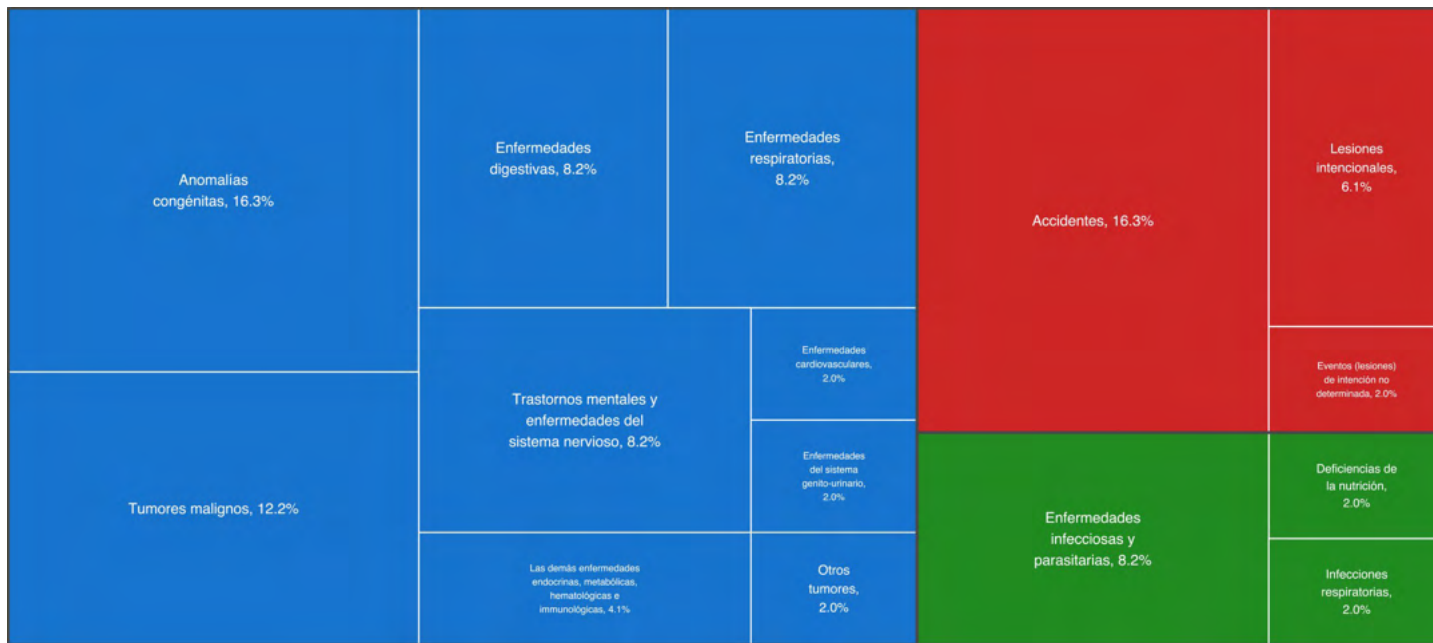 Anomalías
congénitas, 16.3%
Tumores malignos, 12.2%
Enfermedades
digestivas, 8.2%
Enfermedades
respiratorias,
8.2%
Trastornos mentales y
enfermedades del
sistema nervioso, 8.2%
Enfermedades
cardiovasculares,
2.0%
Enfermedades
del sistema
genito-urinario,
2.0%
Las demás enfermedades
endocrinas, metabólicas,
hematológicas e
immunológicas, 4.1%
Otros
tumores,
2.0%
Accidentes, 16.3%
Lesiones
intencionales,
6.1%
Eventos (lesiones)
de intención no
determinada, 2.0%
Enfermedades
infecciosas y
parasitarias, 8.2%
Deficiencias de
la nutrición,
2.0%
Infecciones
respiratorias,
2.0%